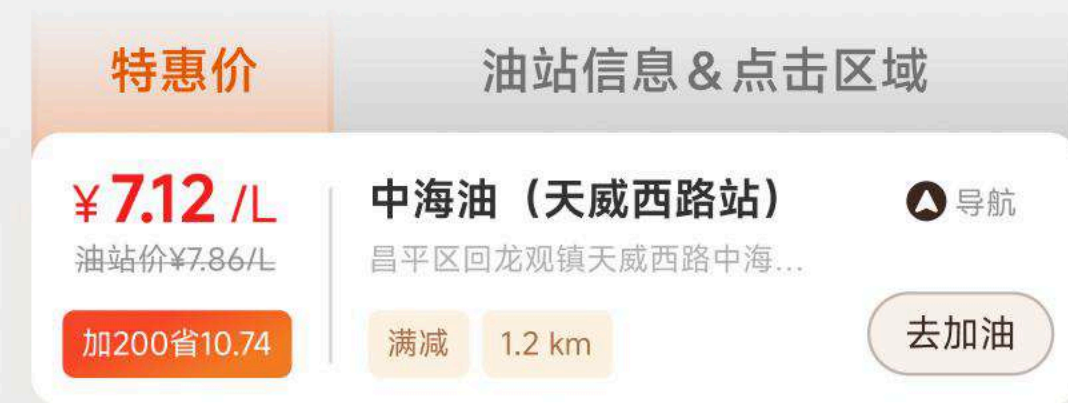 特惠价
油站信息&点击区域
¥7.12/L
油站价¥7.86/L
加200省10.74
中海油（天威西路站）
导航
昌平区回龙观镇天威西路中海...
满减
1.2 km
去加油